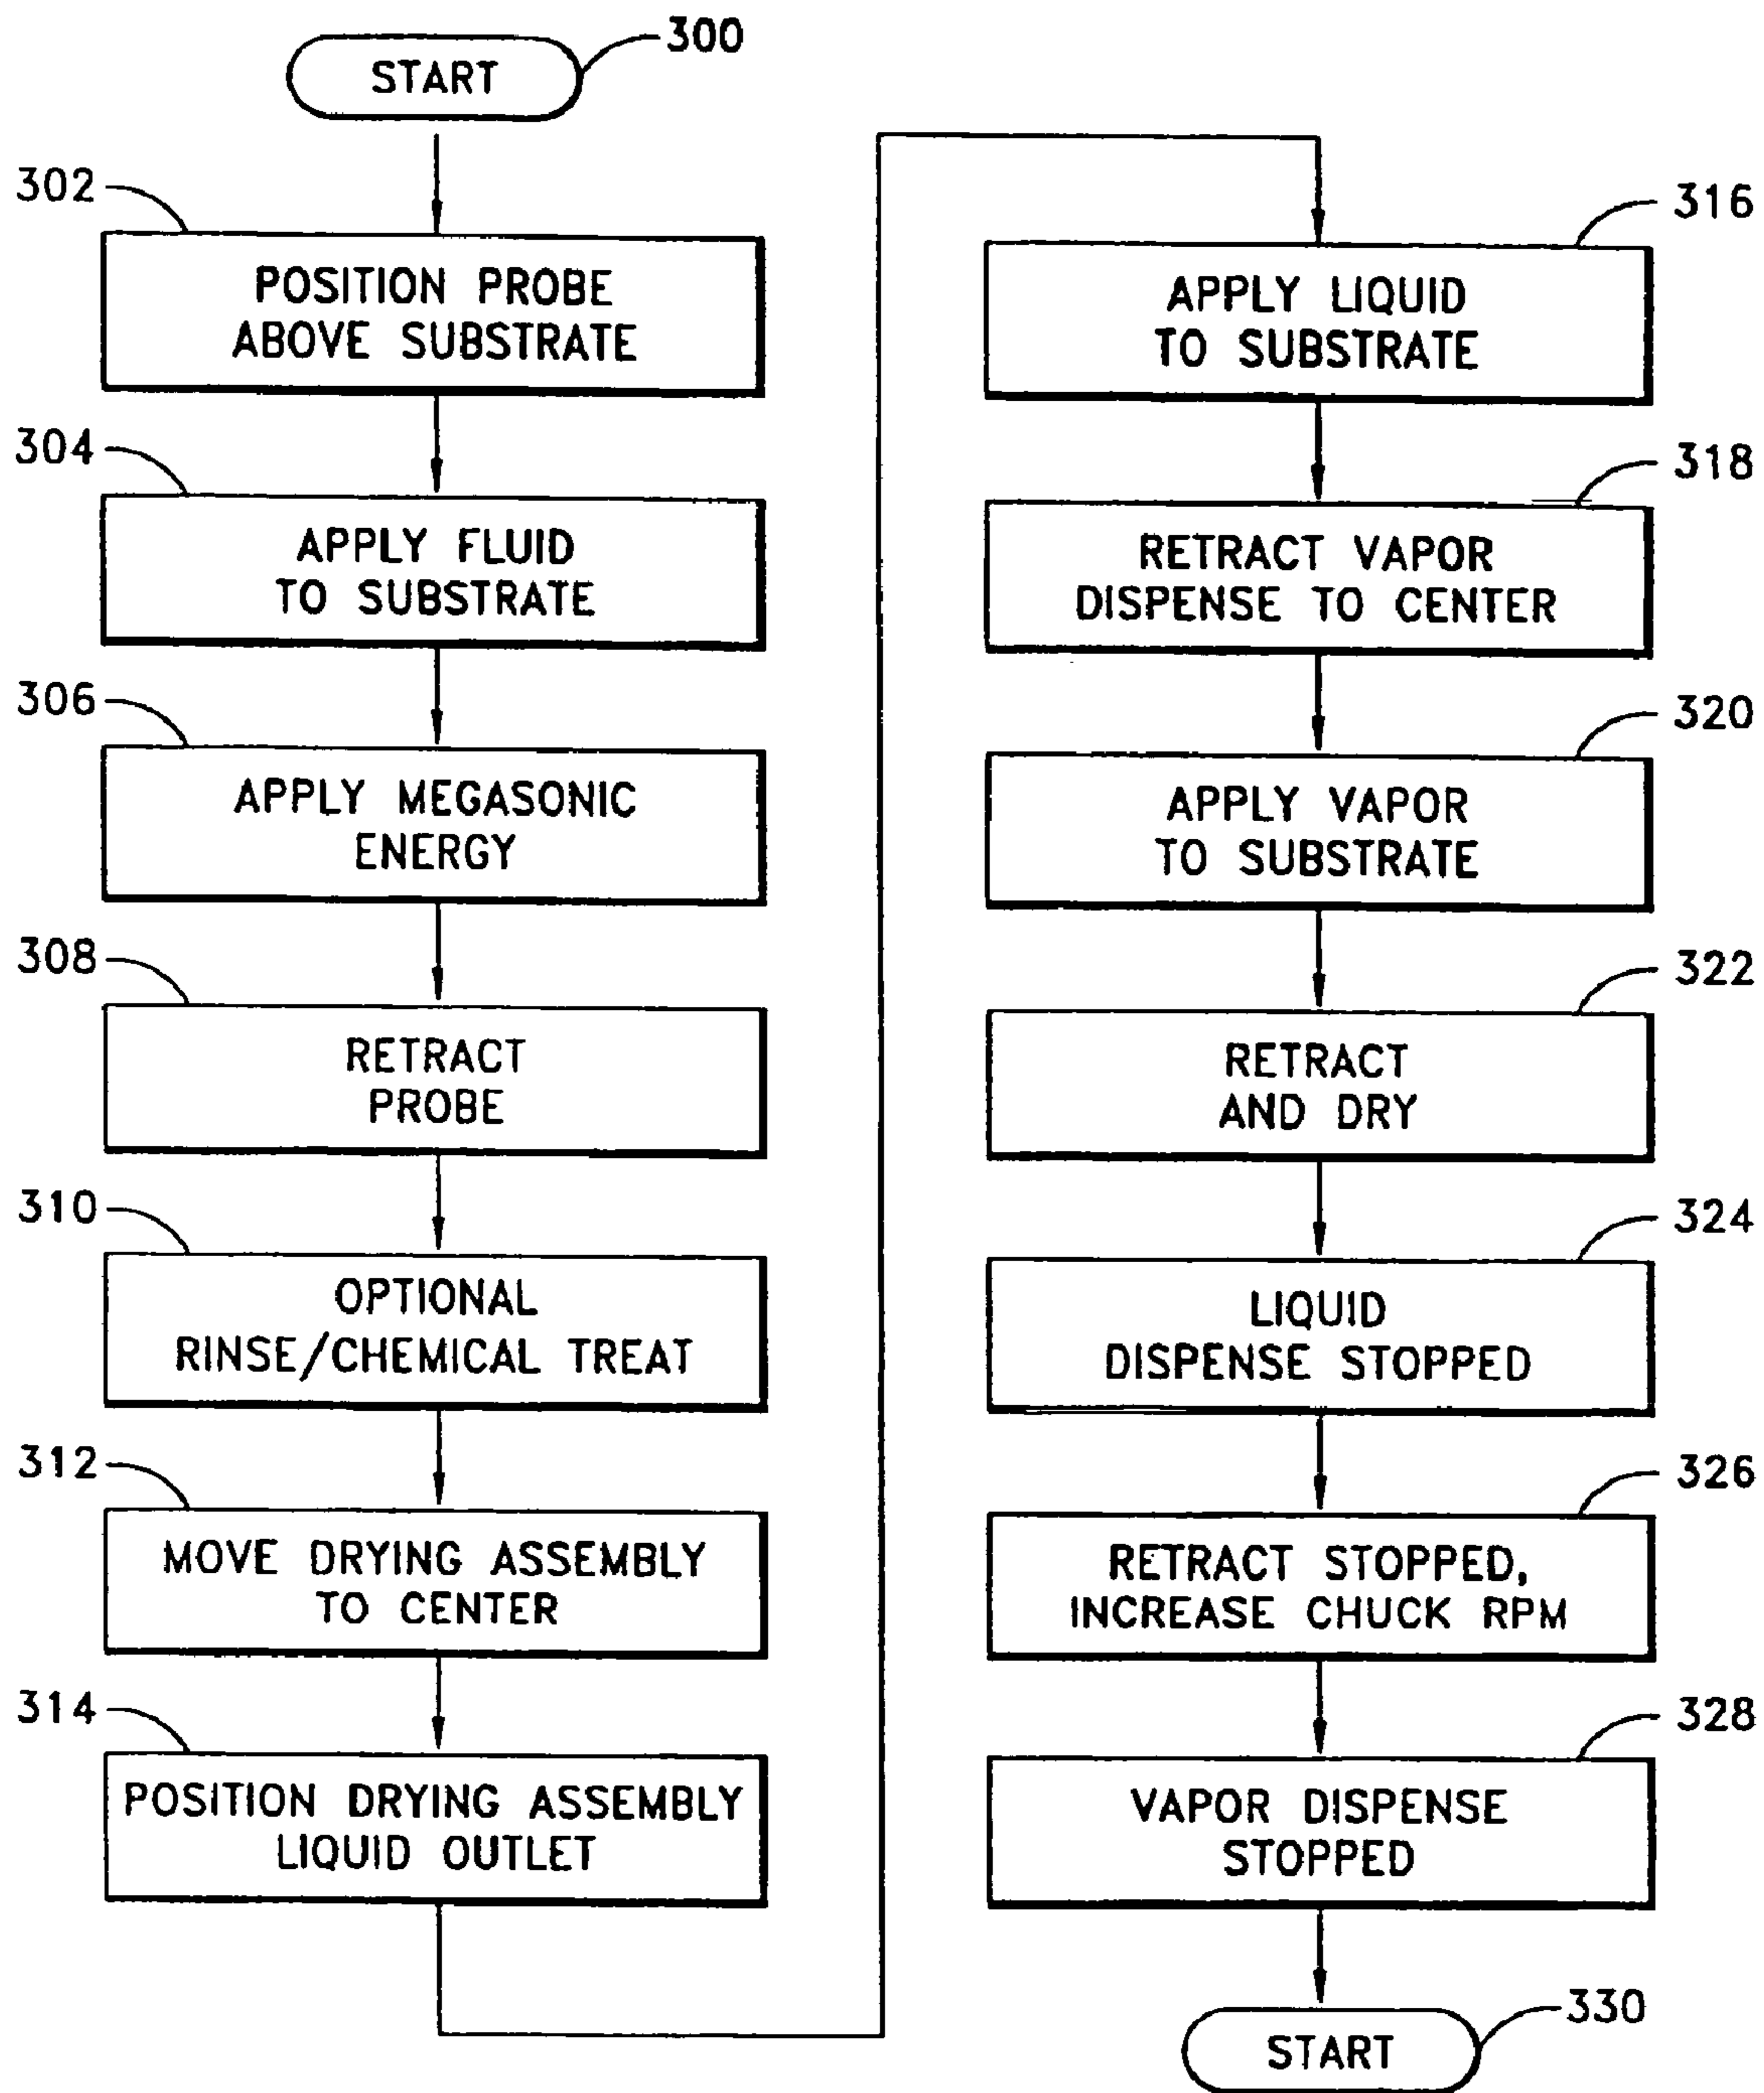 START
300
302
POSITION PROBE
ABOVE SUBSTRATE
304
APPLY FLUID
TO SUBSTRATE
306
APPLY MEGASONIC
ENERGY
308
RETRACT
PROBE
310
OPTIONAL
RINSE/CHEMICAL TREAT
312
MOVE DRYING ASSEMBLY
TO CENTER
314
POSITION DRYING ASSEMBLY
LIQUID OUTLET
316
APPLY LIQUID
TO SUBSTRATE
318
RETRACT VAPOR
DISPENSE TO CENTER
320
APPLY VAPOR
TO SUBSTRATE
322
RETRACT
AND DRY
324
LIQUID
DISPENSE STOPPED
326
RETRACT STOPPED,
INCREASE CHUCK RPM
328
VAPOR DISPENSE
STOPPED
330
START